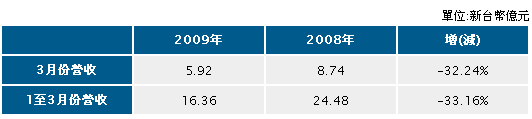 單位:新台幣億元
2009年 2008年 增(減)
3月份營收 5.92 8.74 -32.24%
1至3月份營收 16.36 24.48 -33.16%